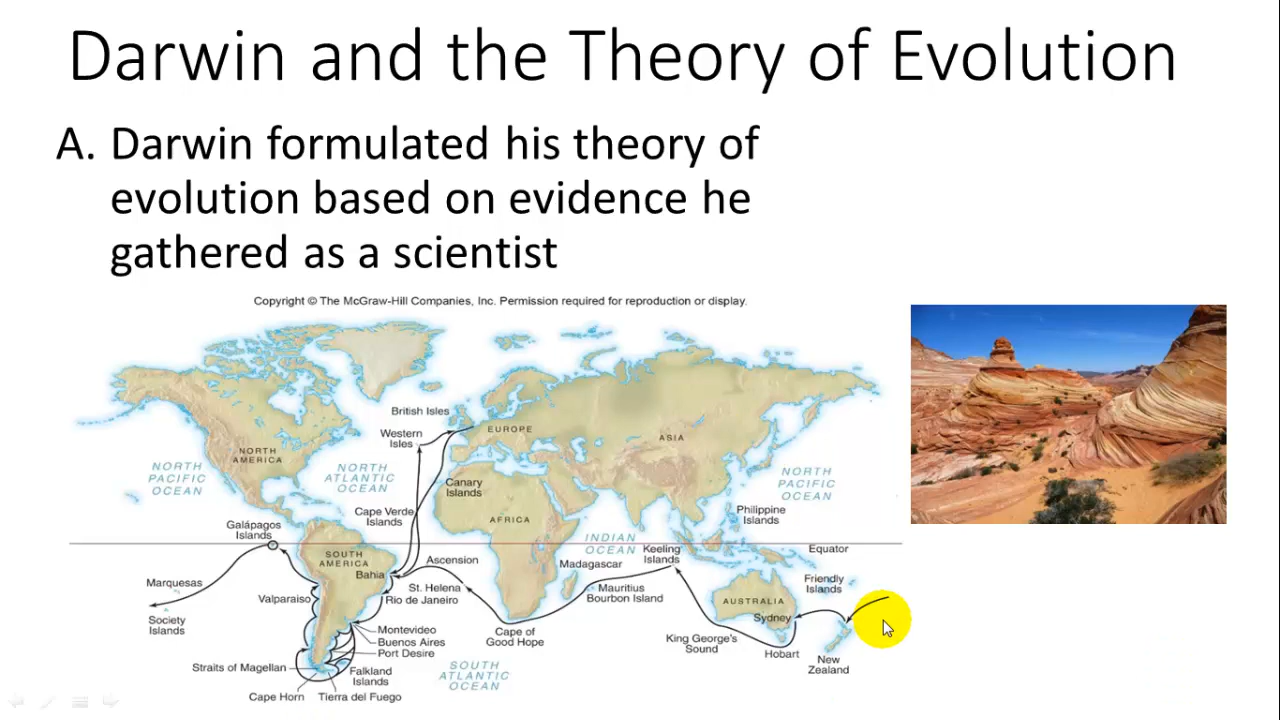 Darwin and the Theory of Evolution
A. Darwin formulated his theory of
evolution based on evidence he
gathered as a scientist
Copyright © The McGraw-Hill Companies, Inc. Permission required for reproduction or display.
British Isles
Western
Isles
EUROPE
ASIA
NORTH
AMERICA
NORTH
PACIFIC
OCEAN
NORTH
ATLANTIC
OCEAN
NORTH
PACIFIC
OCEAN
Canary
Islands
Cape Verde
Islands
AFRICA
Philippine
Islands
Galápagos
Islands
INDIAN
OCEAN
Keeling
Islands
Equator
SOUTH
AMERICA
Bahia
Ascension
Madagascar
Marquesas
Friendly
Islands
St. Helena
Mauritius
Bourbon Island
Valparaiso
Rio de Janeiro
AUSTRALIA
Sydney
Society
Islands
Montevideo
Buenos Aires
Port Desire
Cape of
Good Hope
King George's
Sound
Hobart
New
Zealand
Straits of Magellan
Falkland
Islands
SOUTH
ATLANTIC
OCEAN
Cape Horn
Tierra del Fuego